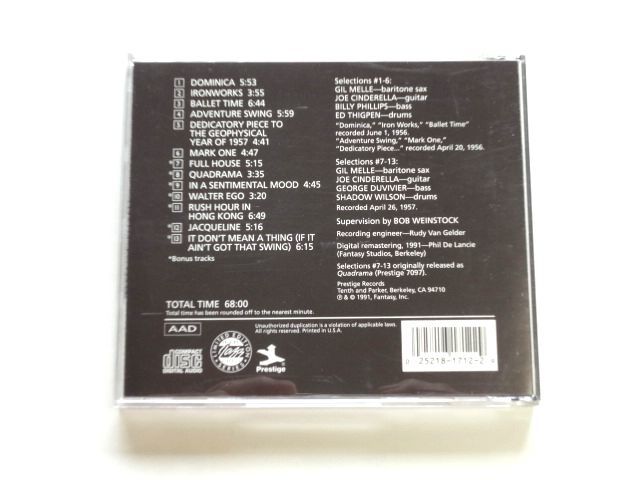 1 DOMINICA 5:53
2 IRONWORKS 3:55
3 BALLET TIME 6:44
4 ADVENTURE SWING 5:59
5 DEDICATORY PIECE TO
THE GEOPHYSICAL
YEAR OF 1957 4:41
6 MARK ONE 4:47
*7 FULL HOUSE 5:15
*8 QUADRAMA 3:35
*9 IN A SENTIMENTAL MOOD 4:45
*10 WALTER EGO 3:20
*11 RUSH HOUR IN
HONG KONG 6:49
*12 JACQUELINE 5:16
*13 IT DON'T MEAN A THING (IF IT
AIN'T GOT THAT SWING) 6:15
*Bonus tracks
TOTAL TIME 68:00
Total time has been rounded off to the nearest minute.
Selections #1-6:
GIL MELLE—baritone sax
JOE CINDERELLA—guitar
BILLY PHILLIPS—bass
ED THIGPEN—drums
"Dominica," "Iron Works," "Ballet Time"
recorded June 1, 1956.
"Adventure Swing," "Mark One,"
"Dedicatory Piece..." recorded April 20, 1956.
Selections #7-13:
GIL MELLE—baritone sax
JOE CINDERELLA—guitar
GEORGE DUVIVIER—bass
SHADOW WILSON—drums
Recorded April 26, 1957.
Supervision by BOB WEINSTOCK
Recording engineer—Rudy Van Gelder
Digital remastering, 1991—Phil De Lancie
(Fantasy Studios, Berkeley)
Selections #7-13 originally released as
Quadrama (Prestige 7097).
Prestige Records
Tenth and Parker, Berkeley, CA 94710
℗ & © 1991, Fantasy, Inc.
AAD
Unauthorized duplication is a violation of applicable laws.
All rights reserved. Printed in U.S.A.
COMPACT
disc
DIGITAL AUDIO
LIMITED EDITION
Jazz
SERIES
Prestige
0 25218-1712-2 9